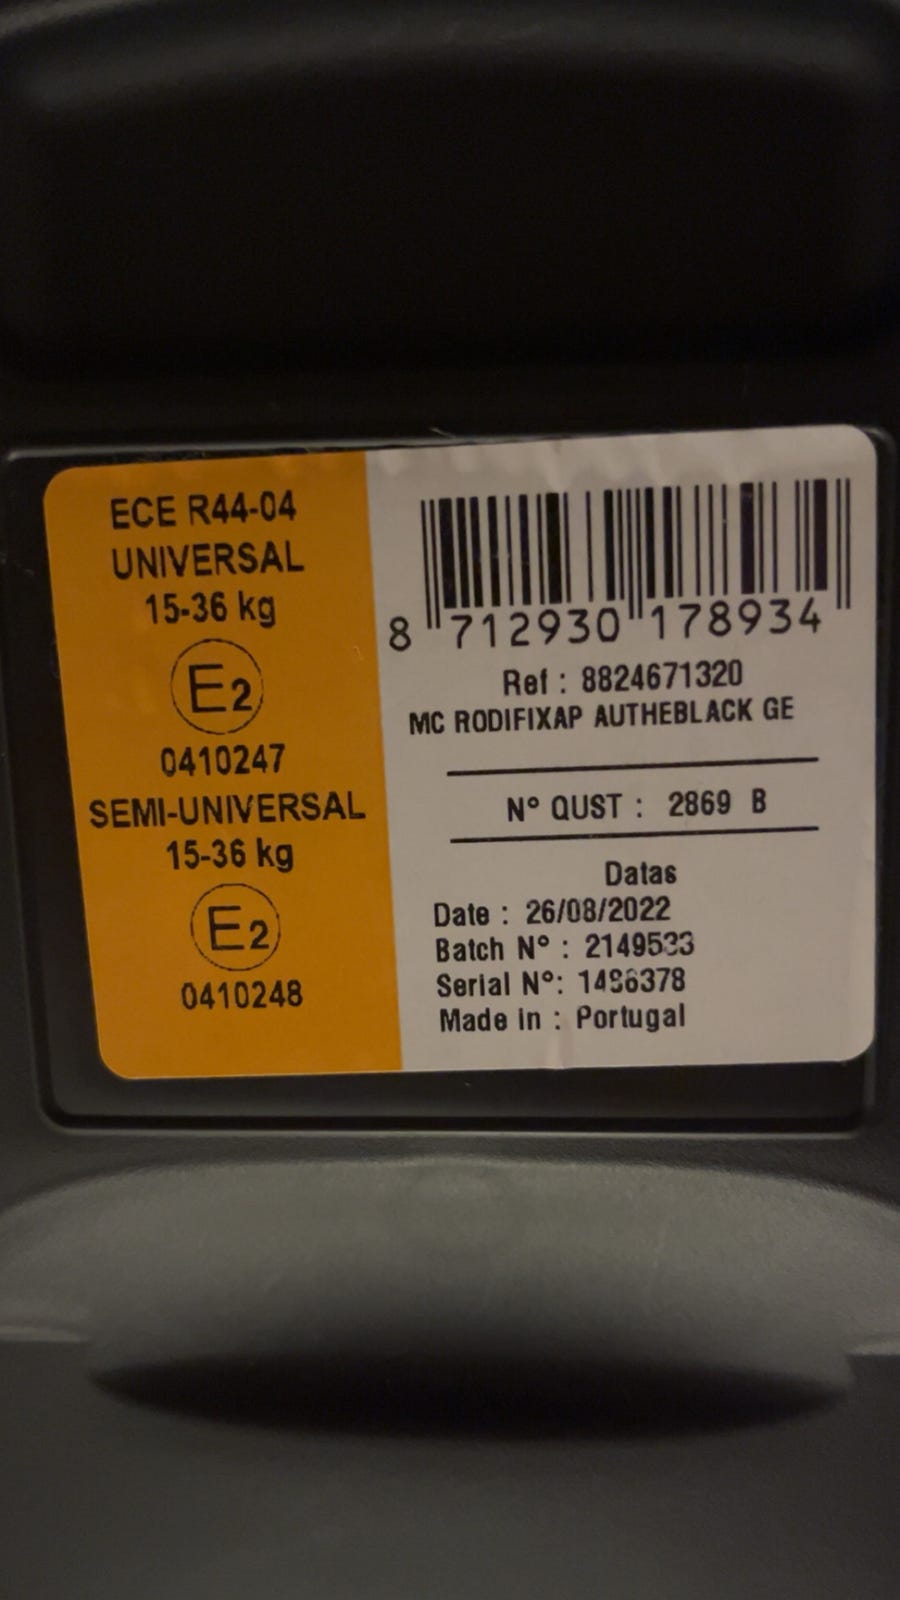 ECE R44-04
UNIVERSAL
15-36 kg
E2
0410247
SEMI-UNIVERSAL
15-36 kg
E2
0410248
8 712930 178934
Ref : 8824671320
MC RODIFIXAP AUTHEBLACK GE
N° QUST : 2869 B
Datas
Date : 26/08/2022
Batch N° :
Serial N°:
Made in : Portugal